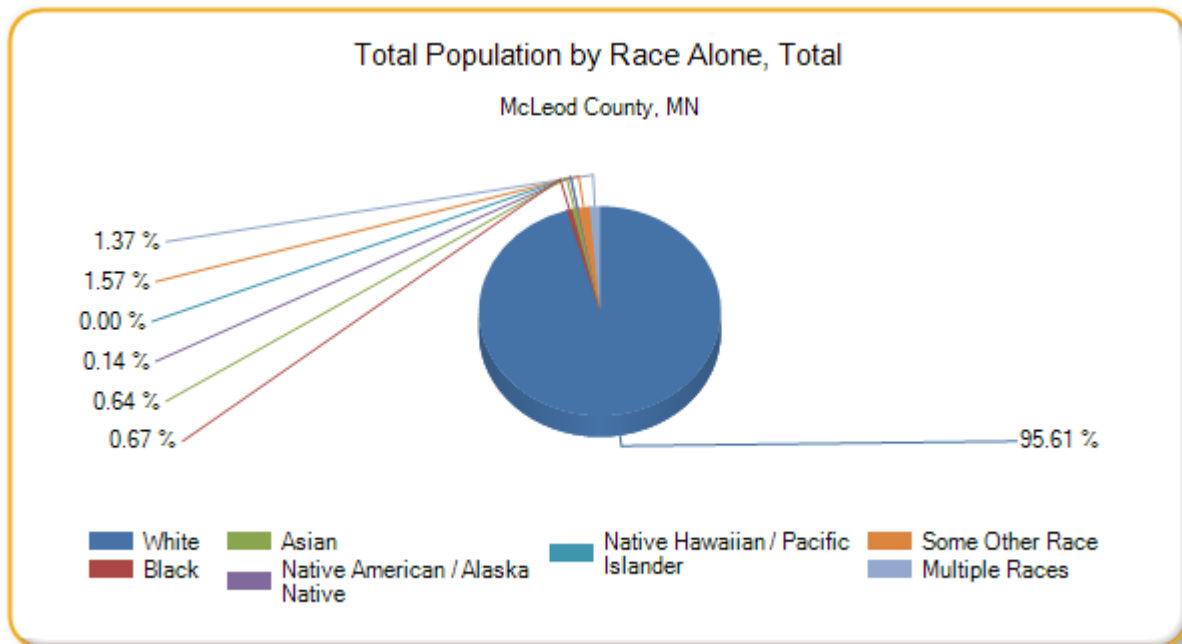 Total Population by Race Alone, Total
McLeod County, MN
1.37 %
1.57 %
0.00 %
0.14 %
0.64 %
0.67 %
95.61 %
White
Black
Asian
Native American / Alaska
Native
Native Hawaiian / Pacific
Islander
Some Other Race
Multiple Races